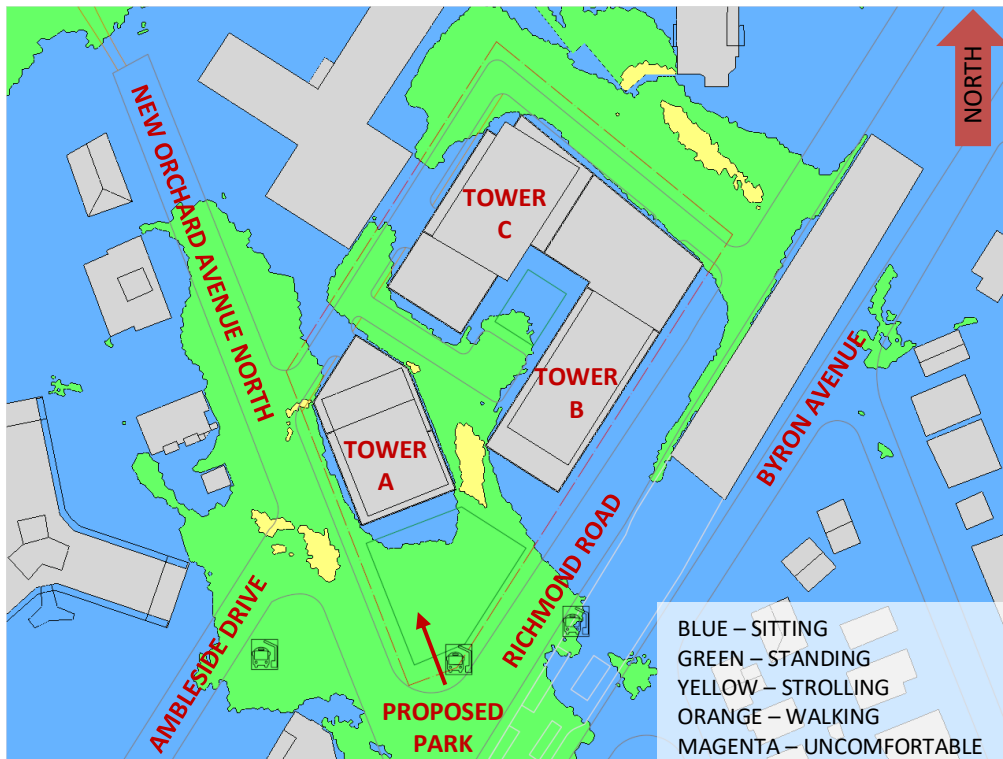 NORTH
NEW ORCHARD AVENUE NORTH
TOWER
C
TOWER
B
TOWER
A
BYRON AVENUE
RICHMOND ROAD
AMBLESIDE DRIVE
PROPOSED
PARK
BLUE – SITTING
GREEN – STANDING
YELLOW – STROLLING
ORANGE – WALKING
MAGENTA – UNCOMFORTABLE